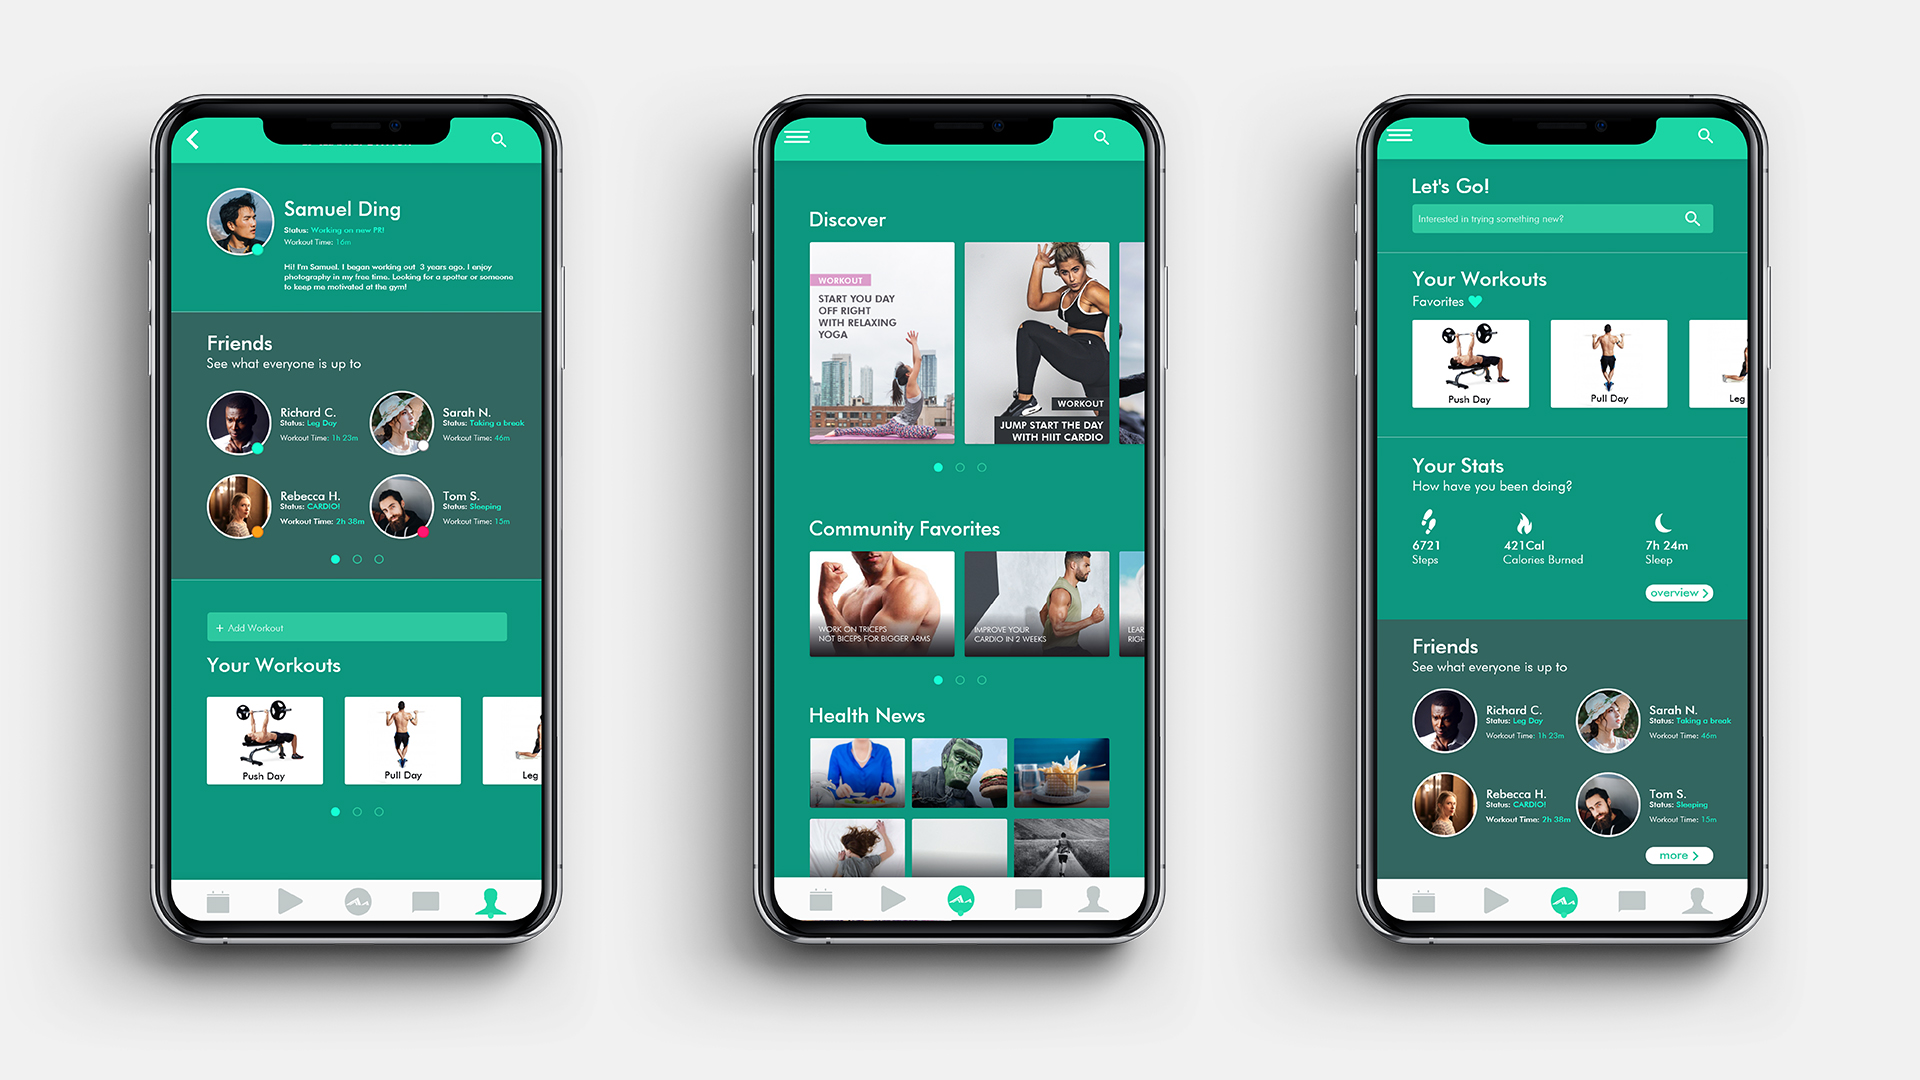 Samuel Ding
Status: Working on new PR!
Workout Time: 16m
Hi! I'm Samuel. I began working out 3 years ago. I enjoy
photography in my free time. Looking for a spotter or someone
to keep me motivated at the gym!
Friends
See what everyone is up to
Richard C.
Status: Leg Day
Workout Time: 1h 23m
Sarah N.
Status: Taking a break
Workout Time: 46m
Rebecca H.
Status: CARDIO!
Workout Time: 2h 38m
Tom S.
Status: Sleeping
Workout Time: 15m
+ Add Workout
Your Workouts
Push Day
Pull Day
Leg
Discover
WORKOUT
START YOU DAY
OFF RIGHT
WITH RELAXING
YOGA
WORKOUT
JUMP START THE DAY
WITH HIIT CARDIO
Community Favorites
WORK ON TRICEPS
NOT BICEPS FOR BIGGER ARMS
IMPROVE YOUR
CARDIO IN 2 WEEKS
LEAR
RIGH
Health News
Let's Go!
Interested in trying something new?
Your Workouts
Favorites
Push Day
Pull Day
Leg
Your Stats
How have you been doing?
6721
Steps
421Cal
Calories Burned
7h 24m
Sleep
overview >
Friends
See what everyone is up to
Richard C.
Status: Leg Day
Workout Time: 1h 23m
Sarah N.
Status: Taking a break
Workout Time: 46m
Rebecca H.
Status: CARDIO!
Workout Time: 2h 38m
Tom S.
Status: Sleeping
Workout Time: 15m
more >